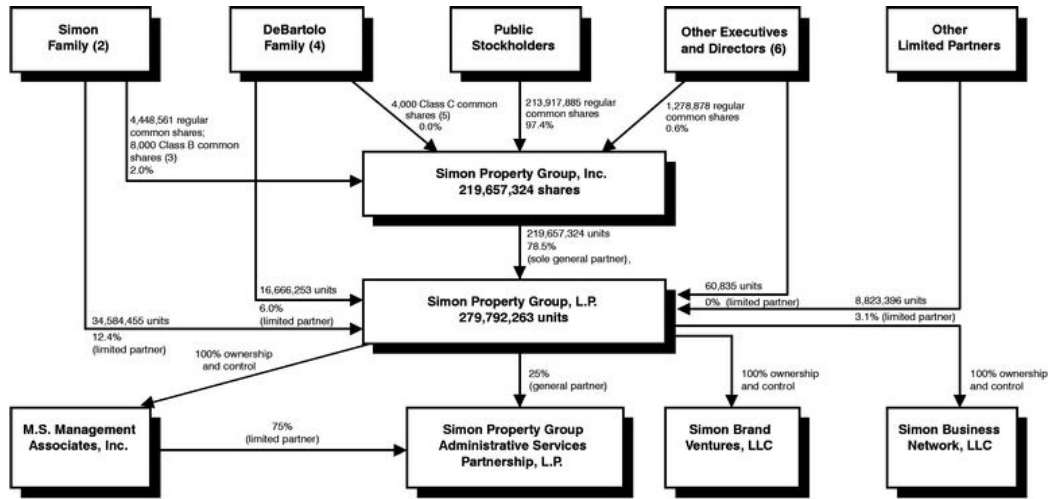 Simon
Family (2)
DeBartolo
Family (4)
Public
Stockholders
Other Executives
and Directors (6)
Other
Limited Partners
4,448,561 regular
common shares;
8,000 Class B common
shares (3)
2.0%
4,000 Class C common
shares (5)
0.0%
213,917,885 regular
common shares
97.4%
1,278,878 regular
common shares
0.6%
Simon Property Group, Inc.
219,657,324 shares
219,657,324 units
78.5%
(sole general partner),
34,584,455 units
12.4%
(limited partner)
16,666,253 units
6.0%
(limited partner)
Simon Property Group, L.P.
279,792,263 units
60,835 units
0% (limited partner)
8,823,396 units
3.1% (limited partner)
100% ownership
and control
25%
(general partner)
100% ownership
and control
100% ownership
and control
M.S. Management
Associates, Inc.
75%
(limited partner)
Simon Property Group
Administrative Services
Partnership, L.P.
Simon Brand
Ventures, LLC
Simon Business
Network, LLC